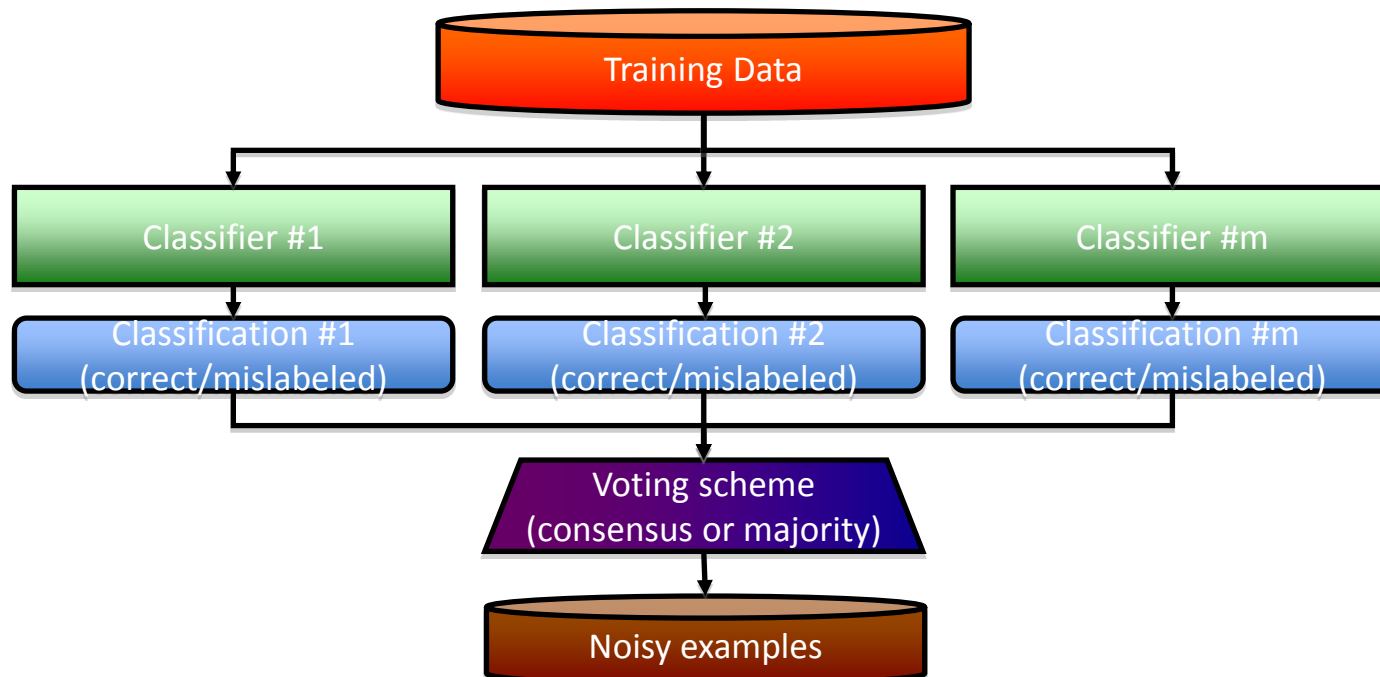 Training Data
Classifier #1
Classifier #2
Classifier #m
Classification #1
(correct/mislabeled)
Classification #2
(correct/mislabeled)
Classification #m
(correct/mislabeled)
Voting scheme
(consensus or majority)
Noisy examples